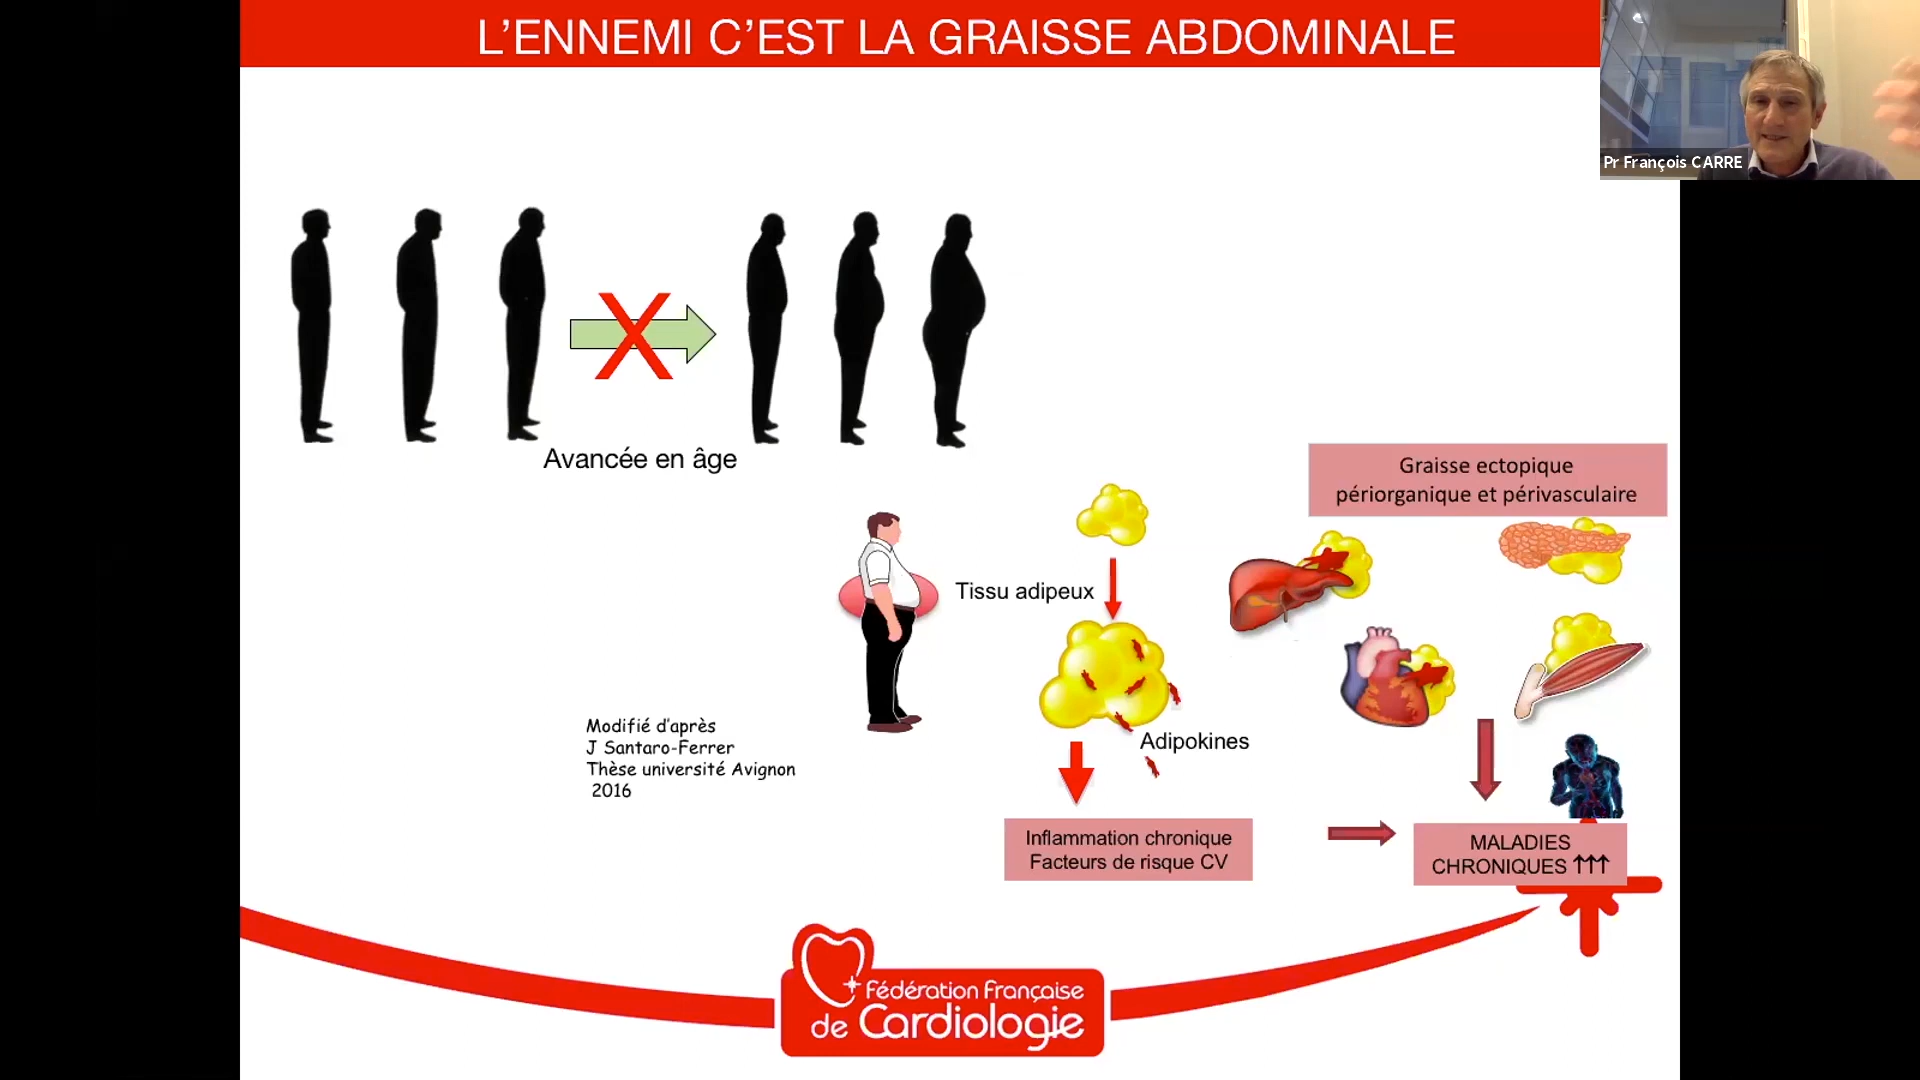 L'ENNEMI C'EST LA GRAISSE ABDOMINALE
Pr François CARRE
Avancée en âge
Graisse ectopique
périorganique et périvasculaire
Tissu adipeux
Modifié d'après
J Santaro-Ferrer
Thèse université Avignon
2016
Adipokines
Inflammation chronique
Facteurs de risque CV
MALADIES
CHRONIQUES ↑↑↑
Fédération Française
de Cardiologie